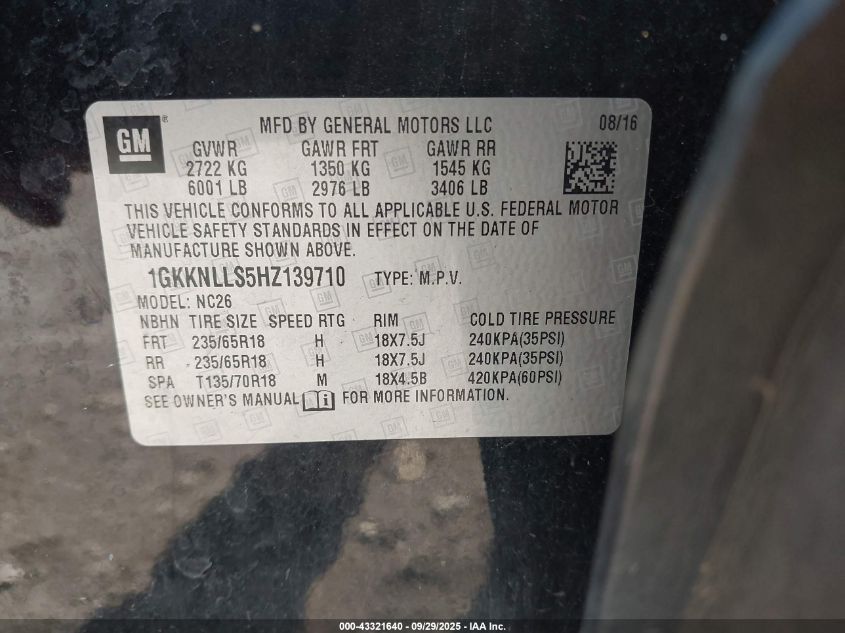 GM ®
MFD BY GENERAL MOTORS LLC 08/16
GVWR GAWR FRT GAWR RR
2722 KG 1350 KG 1545 KG
6001 LB 2976 LB 3406 LB
THIS VEHICLE CONFORMS TO ALL APPLICABLE U.S. FEDERAL MOTOR
VEHICLE SAFETY STANDARDS IN EFFECT ON THE DATE OF
MANUFACTURE SHOWN ABOVE.
1GKKNLLS5HZ139710 TYPE: M.P.V.
MODEL: NC26
NBHN TIRE SIZE SPEED RTG RIM COLD TIRE PRESSURE
FRT 235/65R18 H 18X7.5J 240KPA(35PSI)
RR 235/65R18 H 18X7.5J 240KPA(35PSI)
SPA T135/70R18 M 18X4.5B 420KPA(60PSI)
SEE OWNER'S MANUAL i FOR MORE INFORMATION.
000-43321640 - 09/29/2025 - IAA Inc.